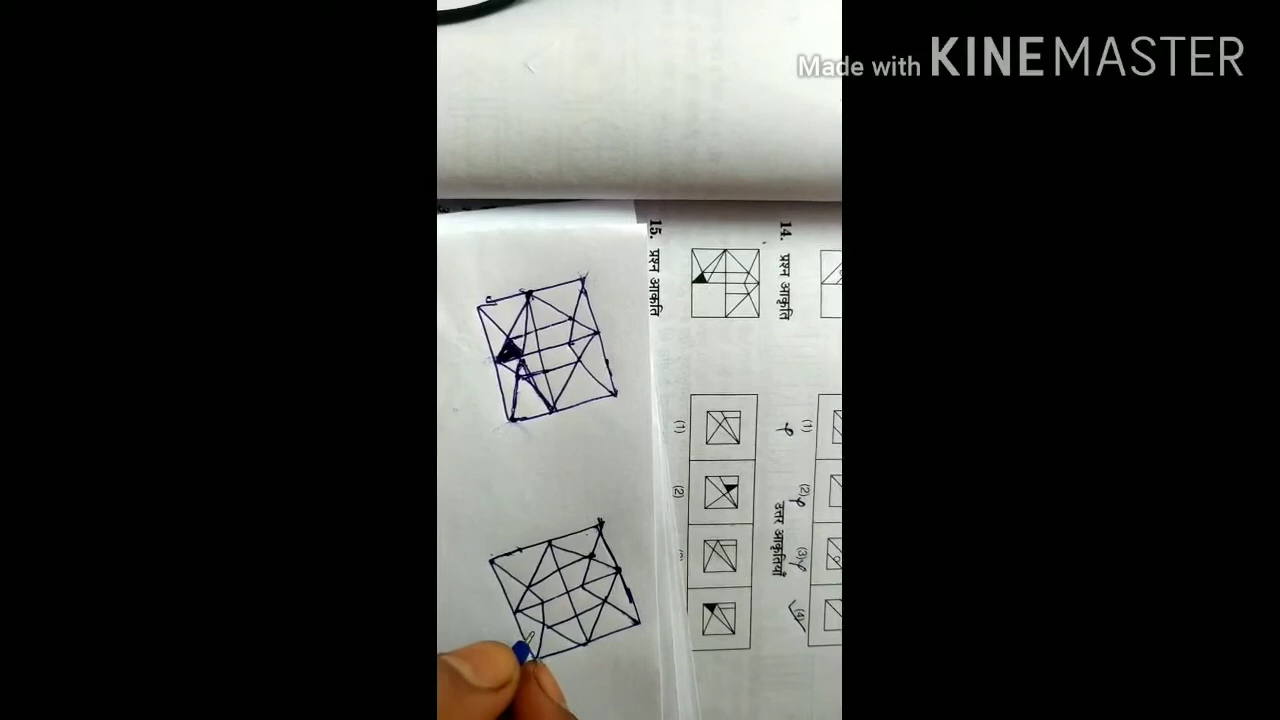 Made with KINEMASTER
14. प्रश्न आकृति
(1) (2) (3) (4)
15. प्रश्न आकृति
उत्तर आकृतियाँ
(1) (2)